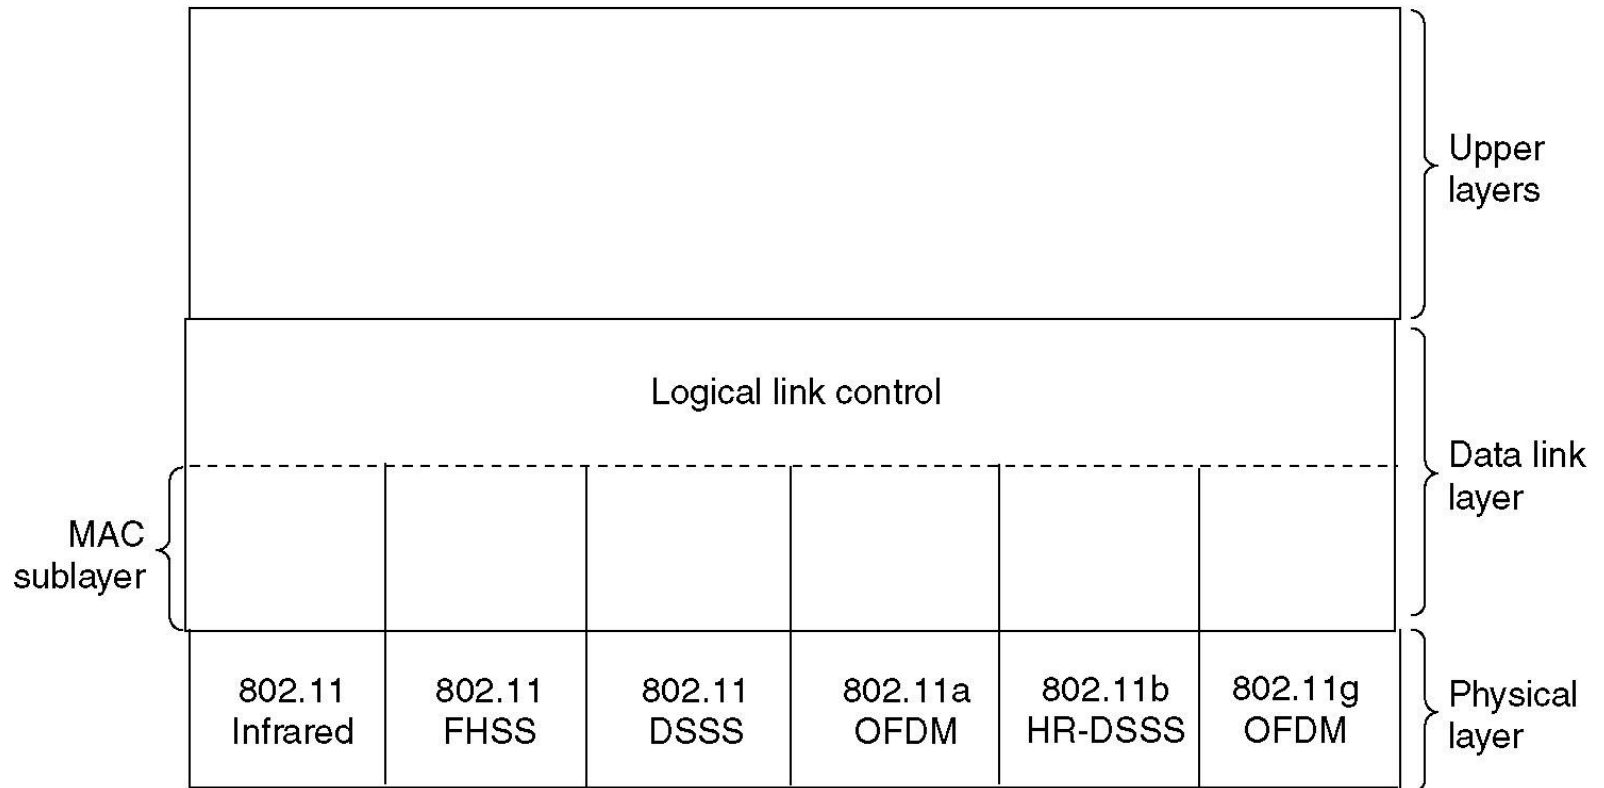 Upper
layers
Logical link control
Data link
layer
MAC
sublayer
802.11
Infrared
802.11
FHSS
802.11
DSSS
802.11a
OFDM
802.11b
HR-DSSS
802.11g
OFDM
Physical
layer